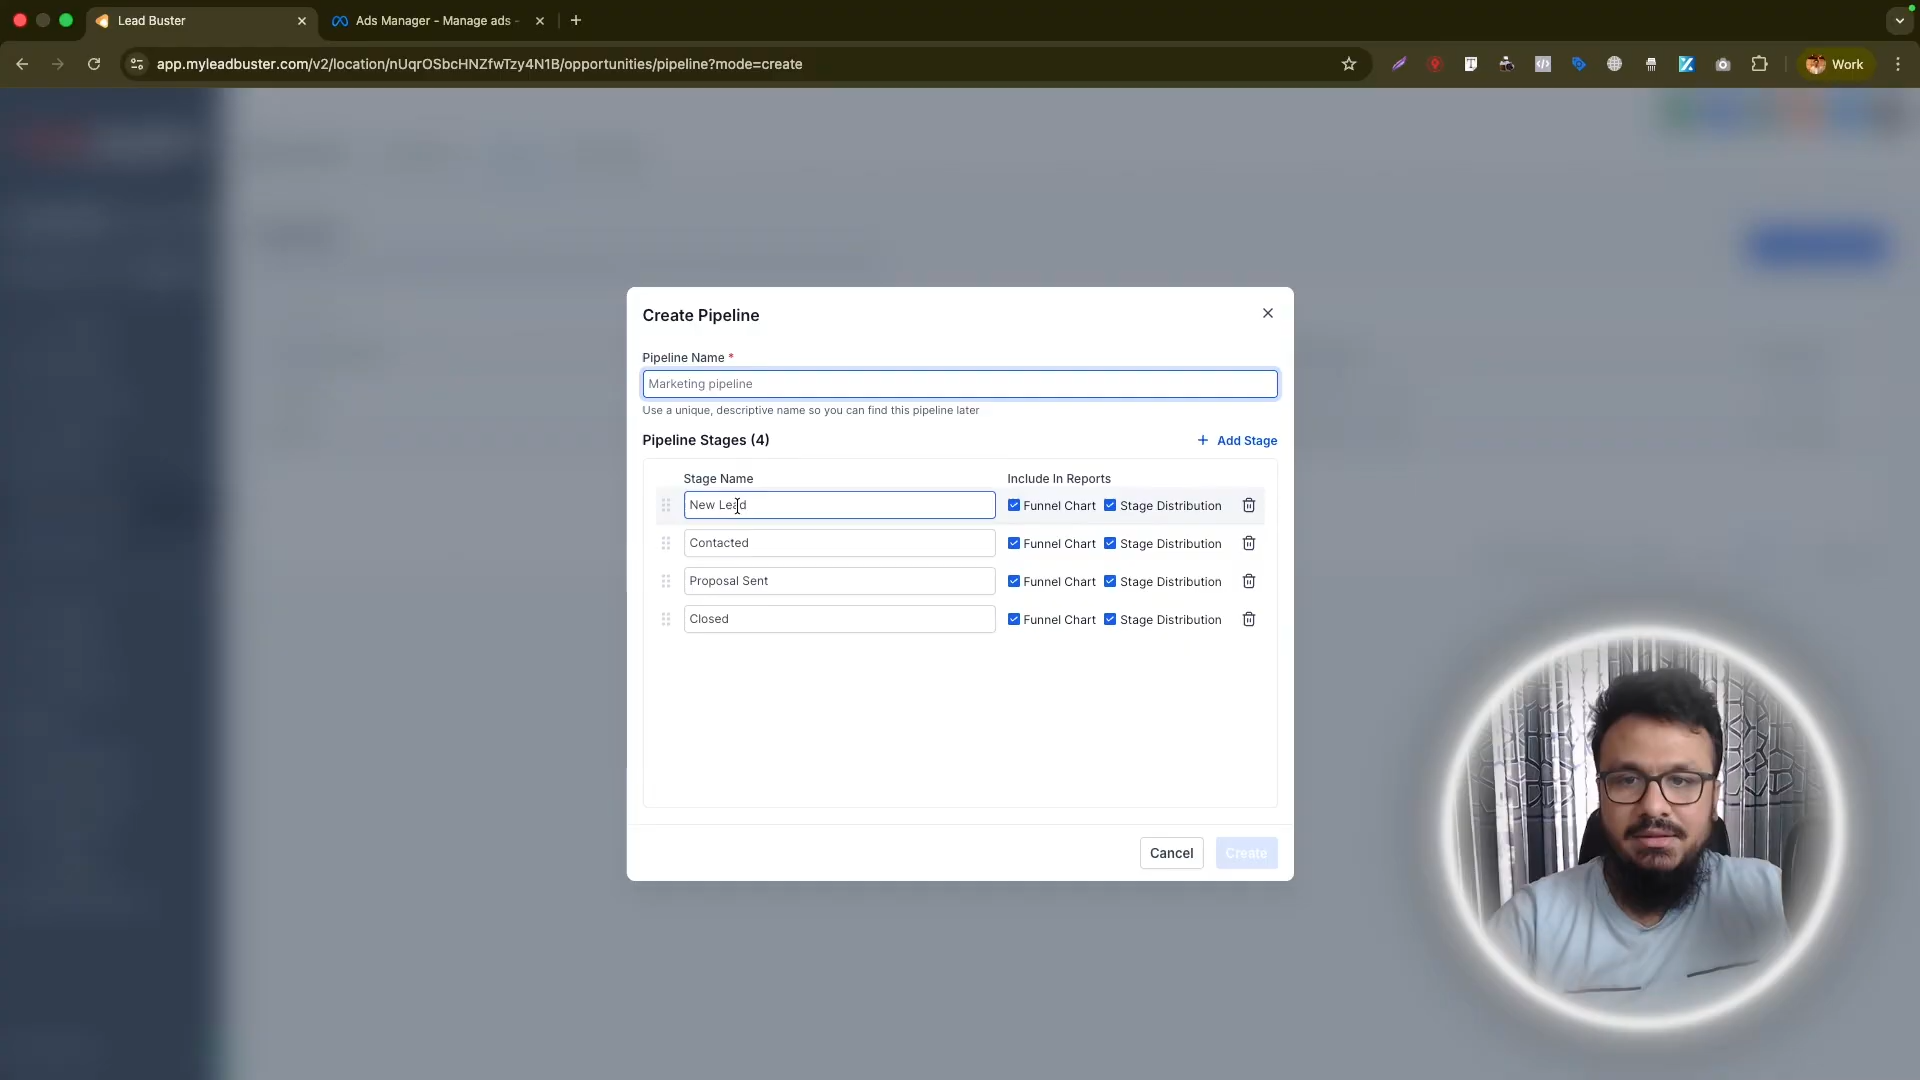 Lead Buster
Ads Manager - Manage ads -
app.myleadbuster.com/v2/location/nUqrOSbcHNZfwTzy4N1B/opportunities/pipeline?mode=create
Work
Create Pipeline
Pipeline Name *
Marketing pipeline
Use a unique, descriptive name so you can find this pipeline later
Pipeline Stages (4)
+ Add Stage
Stage Name Include In Reports
New Lead Funnel Chart Stage Distribution
Contacted Funnel Chart Stage Distribution
Proposal Sent Funnel Chart Stage Distribution
Closed Funnel Chart Stage Distribution
Cancel Create